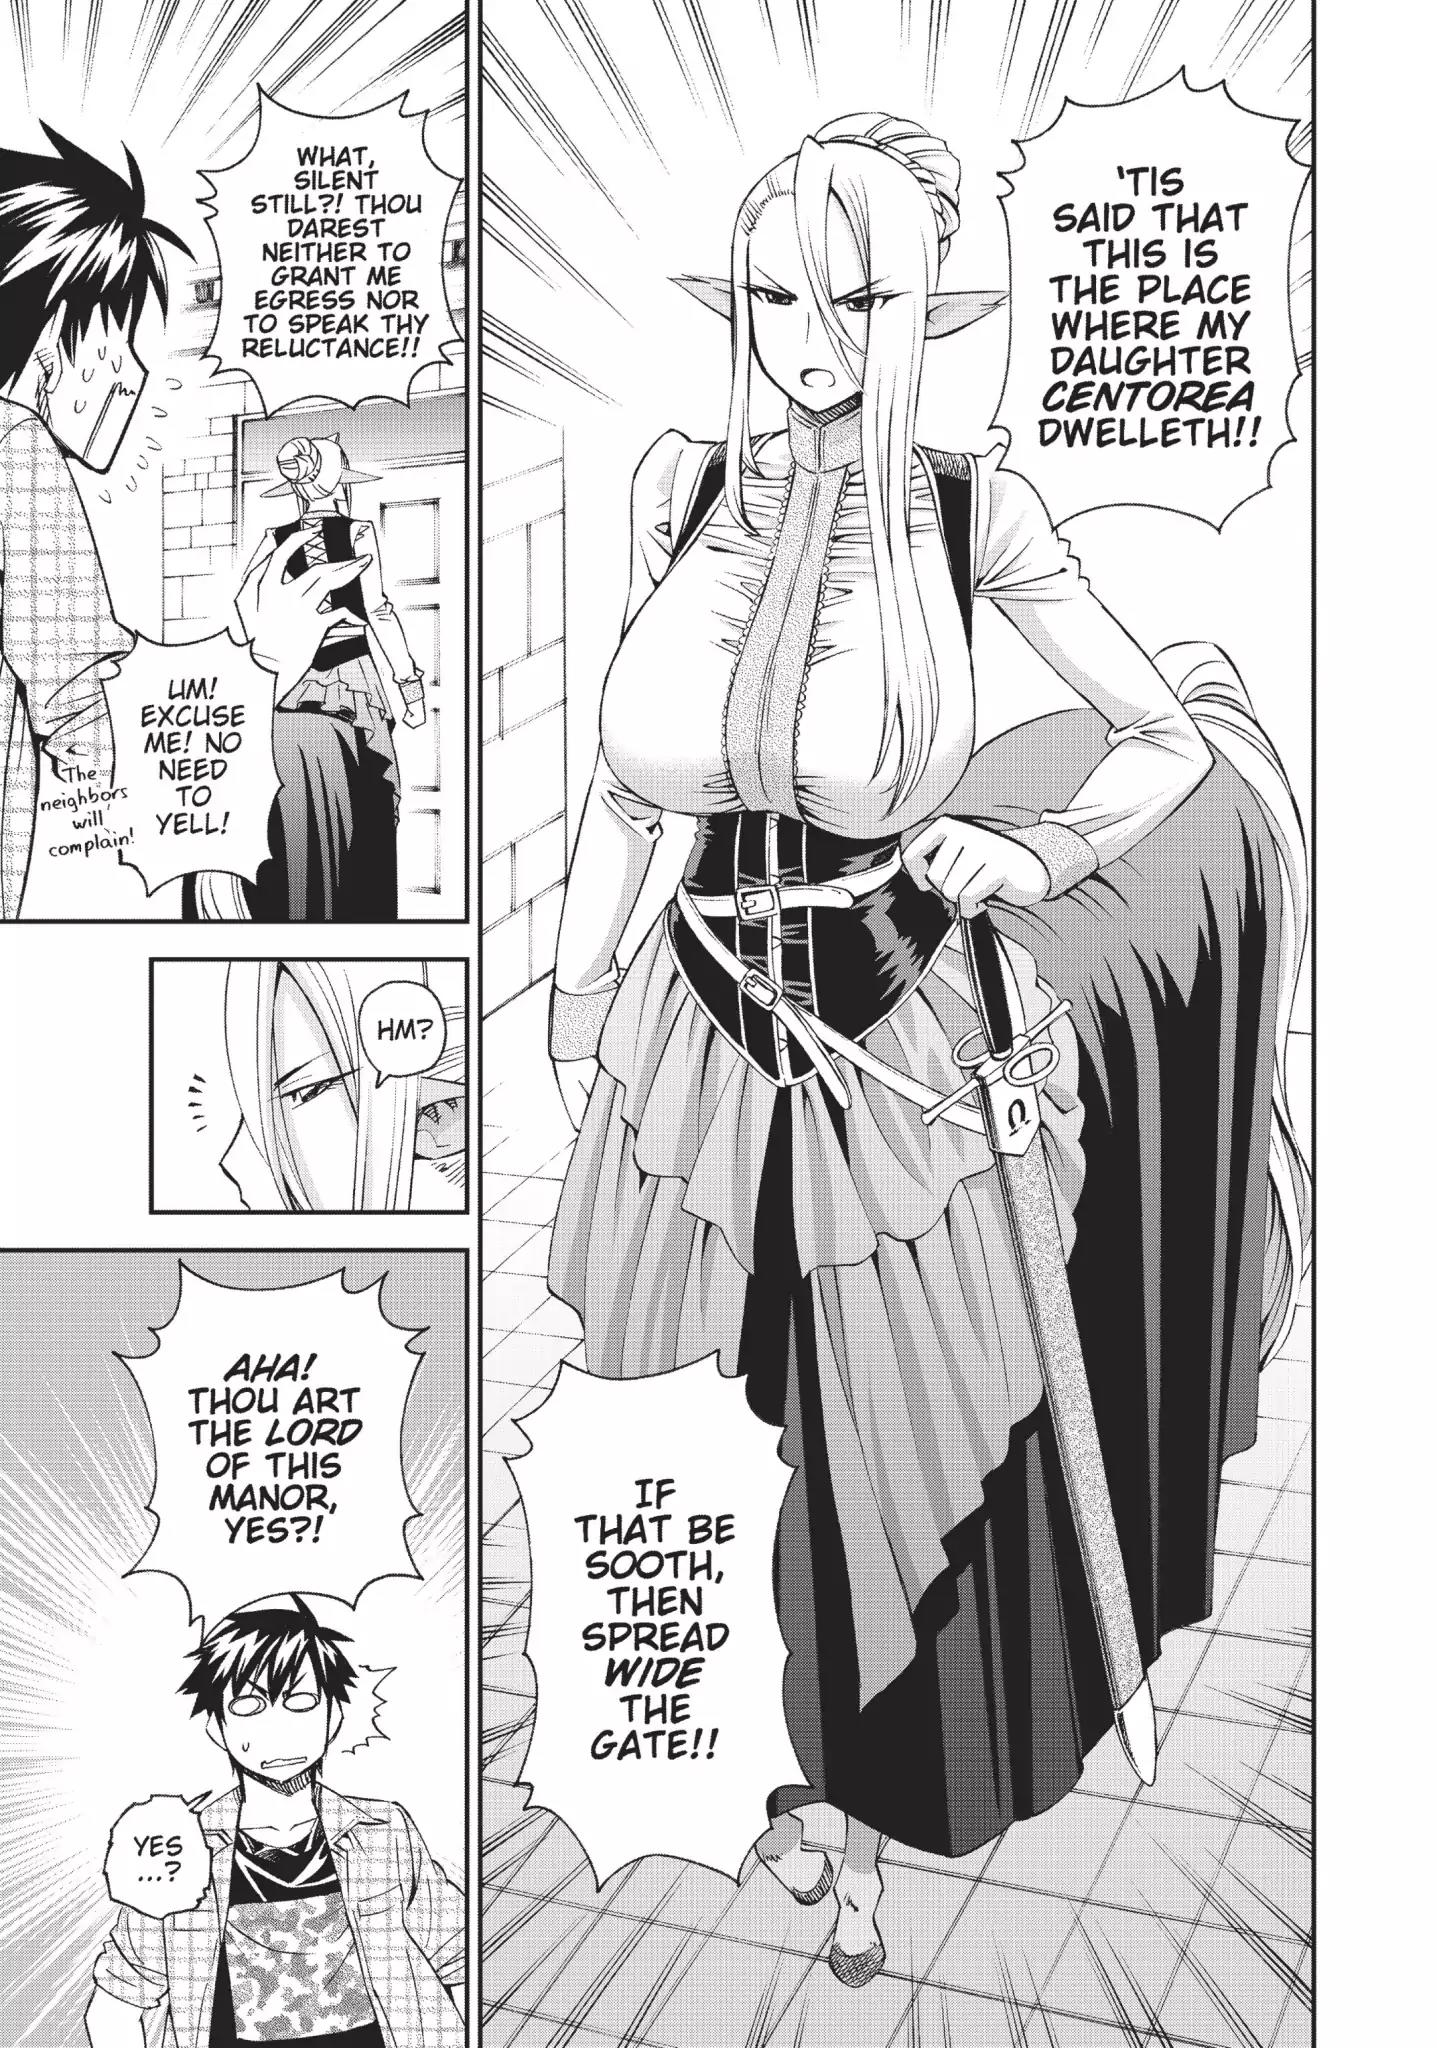 'TIS
SAID THAT
THIS IS
THE PLACE
WHERE MY
DAUGHTER
CENTOREA
DWELLETH!!
IF
THAT BE
SOOTH,
THEN
SPREAD
WIDE
THE
GATE!!
WHAT,
SILENT
STILL?! THOU
DAREST
NEITHER TO
GRANT ME
EGRESS NOR
TO SPEAK THY
RELUCTANCE!!
UM!
EXCUSE
ME! NO
NEED
TO
YELL!
The
neighbors
will
complain!
HM?
AHA!
THOU ART
THE LORD
OF THIS
MANOR,
YES?!
YES
...?